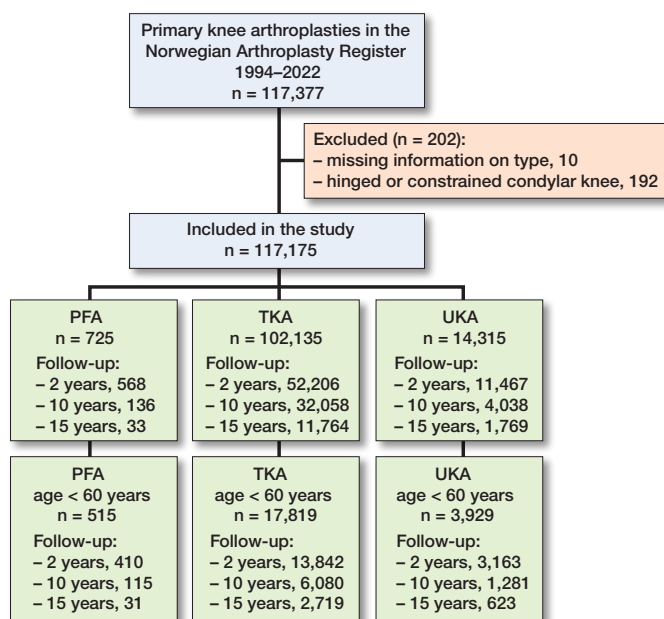 Primary knee arthroplasties in the
Norwegian Arthroplasty Register
1994–2022
n = 117,377
Excluded (n = 202):
– missing information on type, 10
– hinged or constrained condylar knee, 192
Included in the study
n = 117,175
PFA
n = 725
Follow-up:
– 2 years, 568
– 10 years, 136
– 15 years, 33
TKA
n = 102,135
Follow-up:
– 2 years, 52,206
– 10 years, 32,058
– 15 years, 11,764
UKA
n = 14,315
Follow-up:
– 2 years, 11,467
– 10 years, 4,038
– 15 years, 1,769
PFA
age < 60 years
n = 515
Follow-up:
– 2 years, 410
– 10 years, 115
– 15 years, 31
TKA
age < 60 years
n = 17,819
Follow-up:
– 2 years, 13,842
– 10 years, 6,080
– 15 years, 2,719
UKA
age < 60 years
n = 3,929
Follow-up:
– 2 years, 3,163
– 10 years, 1,281
– 15 years, 623